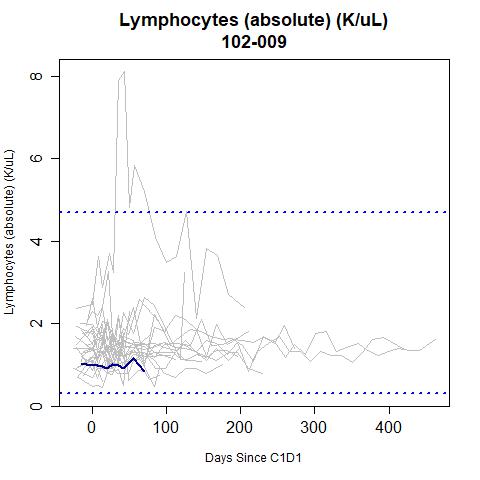 Lymphocytes (absolute) (K/uL)
102-009
Lymphocytes (absolute) (K/uL)
8
6
4
2
0
0 100 200 300 400
Days Since C1D1